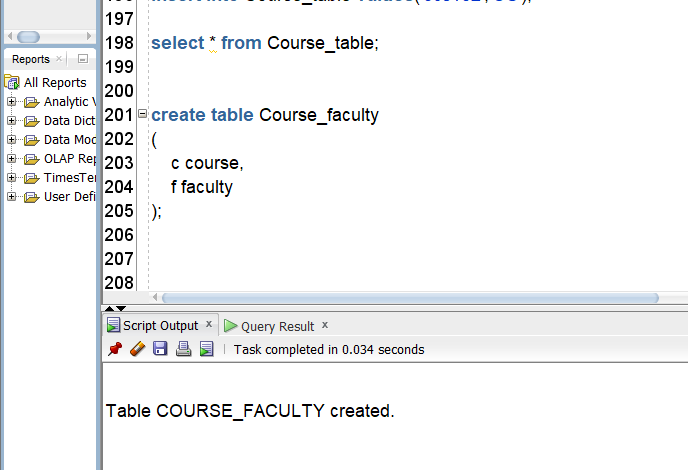 197
198 select * from Course_table;
199
200
201 create table Course_faculty
202 (
203 c course,
204 f faculty
205 );
206
207
208
Reports
All Reports
Analytic V
Data Dict
Data Moc
OLAP Rep
TimesTer
User Defi
Script Output x Query Result x
Task completed in 0.034 seconds
Table COURSE_FACULTY created.